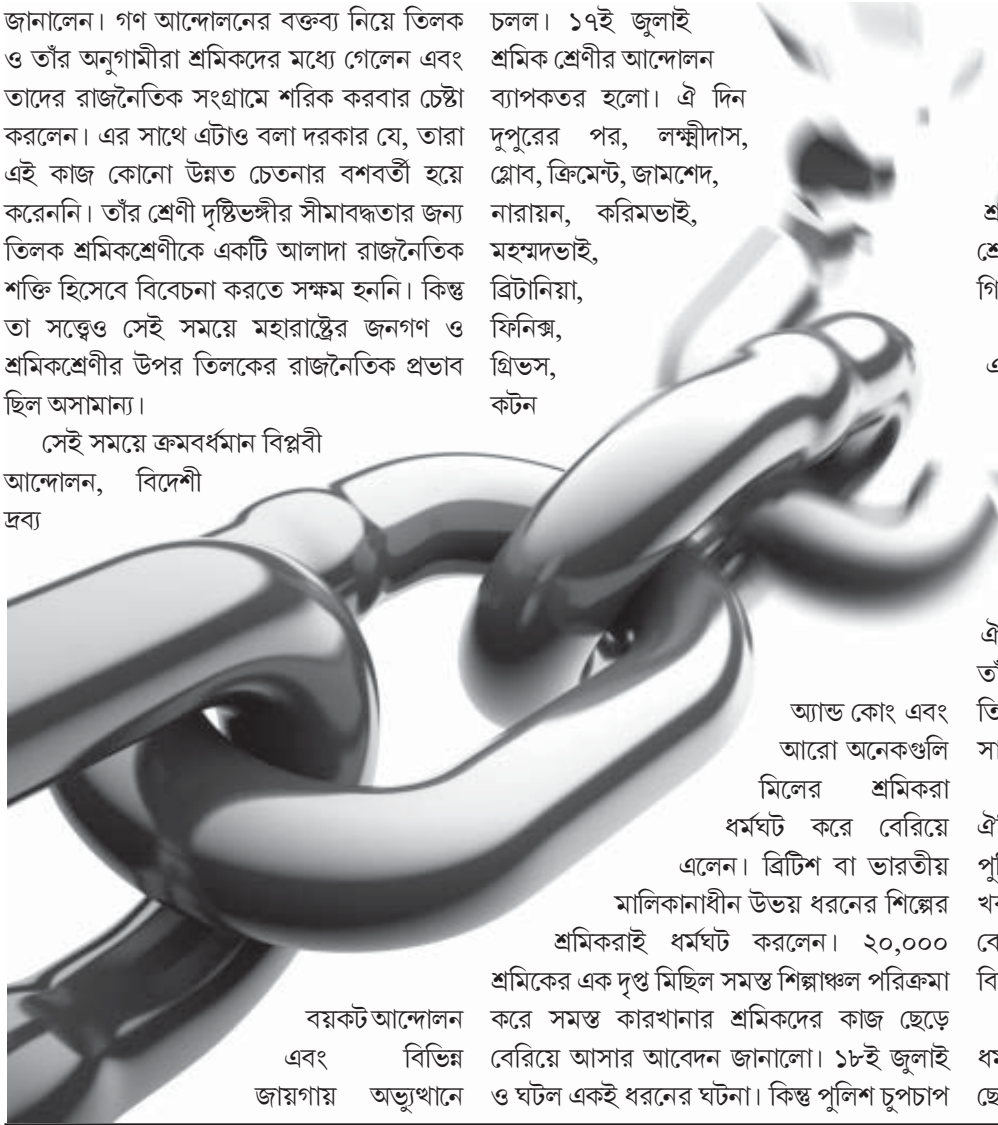 জানালেন। গণ আন্দোলনের বক্তব্য নিয়ে তিলক
ও তাঁর অনুগামীরা শ্রমিকদের মধ্যে গেলেন এবং
তাদের রাজনৈতিক সংগ্রামে শরিক করবার চেষ্টা
করলেন। এর সাথে এটাও বলা দরকার যে, তারা
এই কাজ কোনো উন্নত চেতনার বশবর্তী হয়ে
করেননি। তাঁর শ্রেণী দৃষ্টিভঙ্গীর সীমাবদ্ধতার জন্য
তিলক শ্রমিকশ্রেণীকে একটি আলাদা রাজনৈতিক
শক্তি হিসেবে বিবেচনা করতে সক্ষম হননি। কিন্তু
তা সত্ত্বেও সেই সময়ে মহারাষ্ট্রের জনগণ ও
শ্রমিকশ্রেণীর উপর তিলকের রাজনৈতিক প্রভাব
ছিল অসামান্য।
সেই সময়ে ক্রমবর্ধমান বিপ্লবী
আন্দোলন, বিদেশী
দ্রব্য
বয়কট আন্দোলন
এবং বিভিন্ন
জায়গায় অভ্যুত্থানে
চলল। ১৭ই জুলাই
শ্রমিক শ্রেণীর আন্দোলন
ব্যাপকতর হলো। ঐ দিন
দুপুরের পর, লক্ষ্মীদাস,
গ্লোব, ক্রিমেন্ট, জামশেদ,
নারায়ন, করিমভাই,
মহম্মদভাই,
ব্রিটানিয়া,
ফিনিক্স,
গ্রিভস,
কটন
অ্যান্ড কোং এবং
আরো অনেকগুলি
মিলের শ্রমিকরা
ধর্মঘট করে বেরিয়ে
এলেন। ব্রিটিশ বা ভারতীয়
মালিকানাধীন উভয় ধরনের শিল্পের
শ্রমিকরাই ধর্মঘট করলেন। ২০,০০০
শ্রমিকের এক দৃপ্ত মিছিল সমস্ত শিল্পাঞ্চল পরিক্রমা
করে সমস্ত কারখানার শ্রমিকদের কাজ ছেড়ে
বেরিয়ে আসার আবেদন জানালো। ১৮ই জুলাই
ও ঘটল একই ধরনের ঘটনা। কিন্তু পুলিশ চুপচাপ